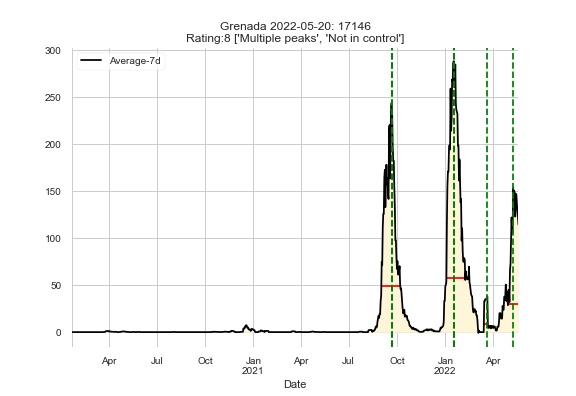 Grenada 2022-05-20: 17146
Rating:8 ['Multiple peaks', 'Not in control']
300
Average-7d
250
200
150
100
50
0
Apr Jul Oct Jan Apr Jul Oct Jan Apr
2021 2022
Date